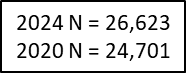 2024 N = 26,623
2020 N = 24,701